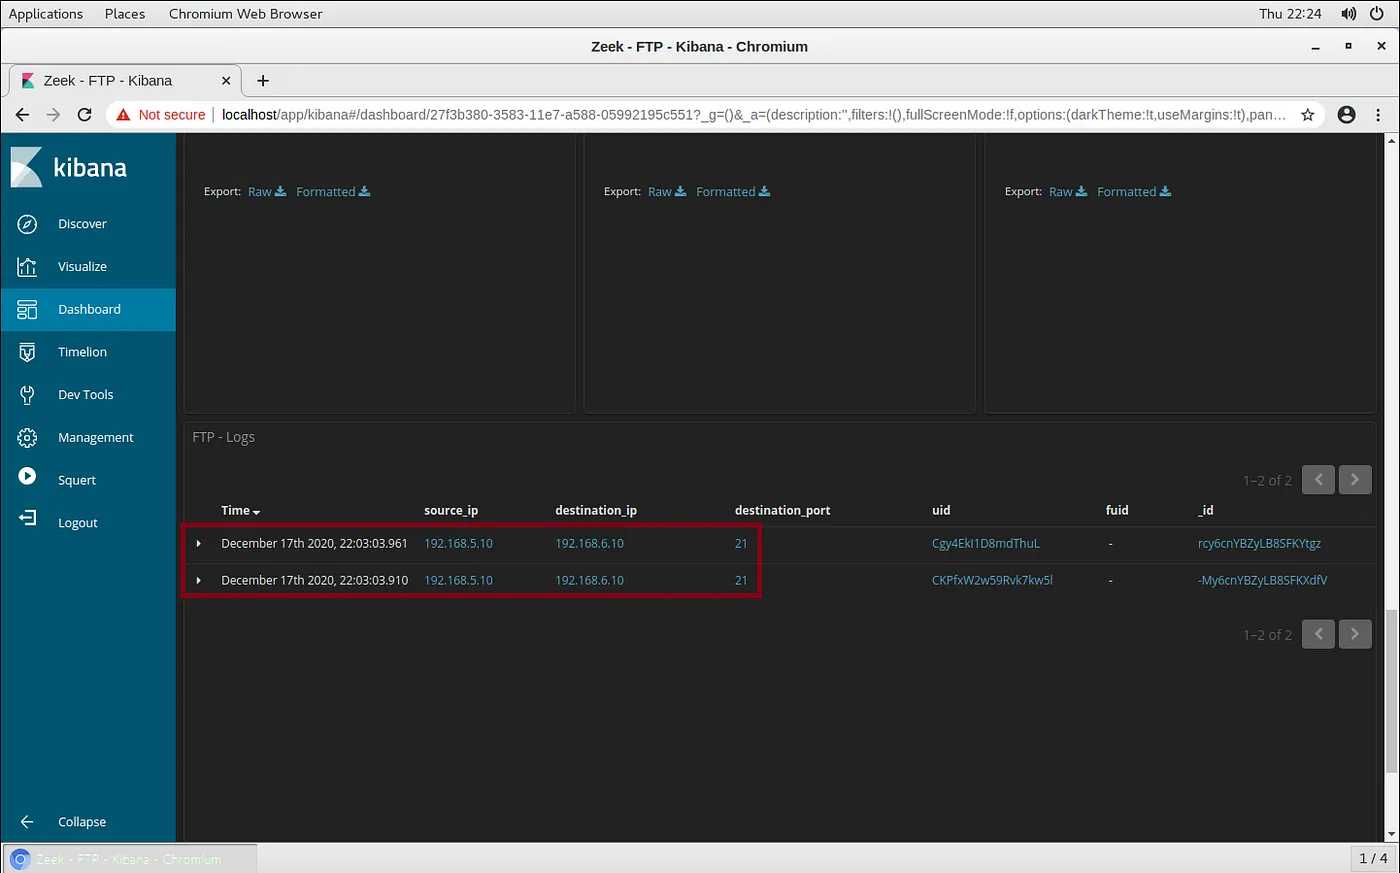 Applications Places Chromium Web Browser Thu 22:24
Zeek - FTP - Kibana - Chromium
Zeek - FTP - Kibana
Not secure | localhost/app/kibana#/dashboard/27f3b380-3583-11e7-a588-05992195c551?_g=()&_a=(description:'',filters:!(),fullScreenMode:!f,options:(darkTheme:!t,useMargins:!t),pan...
kibana
Discover
Visualize
Dashboard
Timelion
Dev Tools
Management
Squert
Logout
Collapse
Export: Raw Formatted
Export: Raw Formatted
Export: Raw Formatted
FTP - Logs
1–2 of 2
Time source_ip destination_ip destination_port uid fuid _id
December 17th 2020, 22:03:03.961 192.168.5.10 192.168.6.10 21 Cgy4EkI1D8mdThuL - rcy6cnYBZyLB8SFKYtgz
December 17th 2020, 22:03:03.910 192.168.5.10 192.168.6.10 21 CKPfxW2w59Rvk7kw5l - -My6cnYBZyLB8SFKXdfV
1–2 of 2
Zeek - FTP - Kibana - Chromium
1 / 4